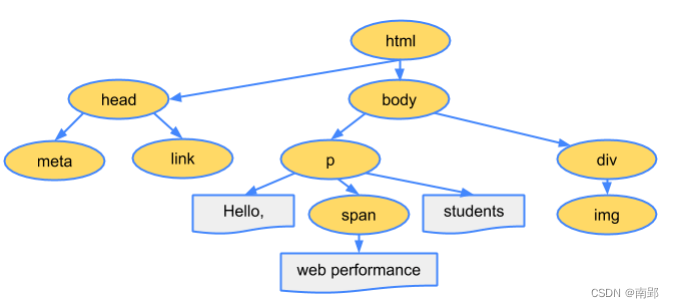 html
head
body
meta
link
p
div
Hello,
span
students
img
web performance
CSDN @南郢